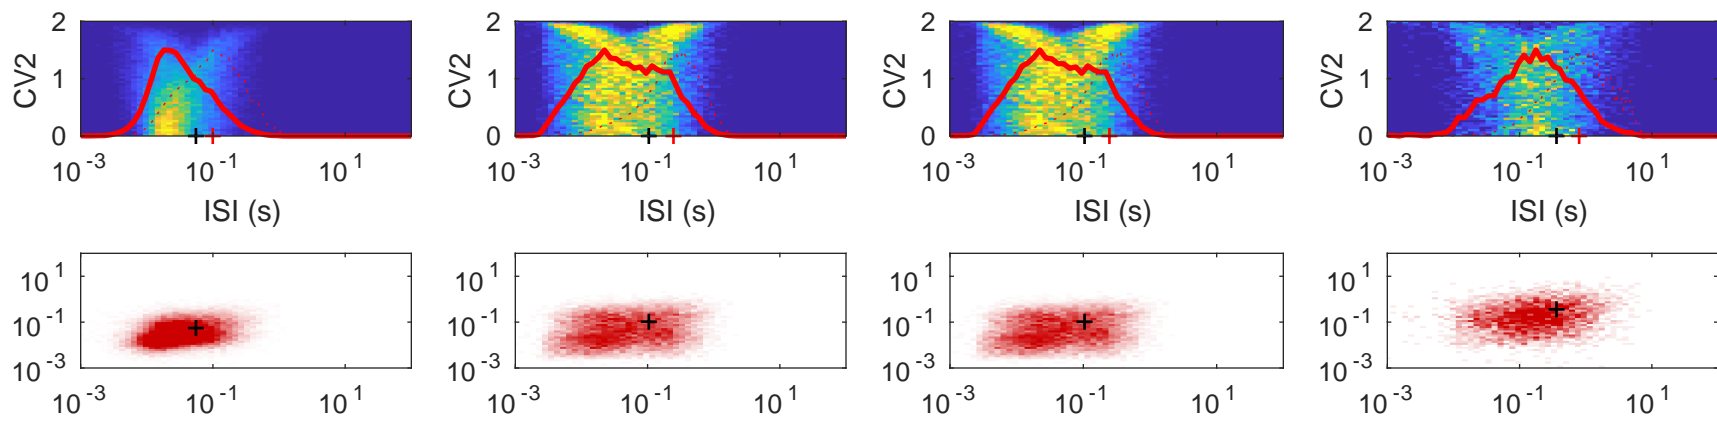 2 2 2 2
CV2 1 CV2 1 CV2 1 CV2 1
0 0 0 0
10^-3 10^-1 10^1 10^-3 10^-1 10^1 10^-3 10^-1 10^1 10^-3 10^-1 10^1
ISI (s) ISI (s) ISI (s) ISI (s)
10^1 10^1 10^1 10^1
10^-1 10^-1 10^-1 10^-1
10^-3 10^-3 10^-3 10^-3
10^-3 10^-1 10^1 10^-3 10^-1 10^1 10^-3 10^-1 10^1 10^-3 10^-1 10^1